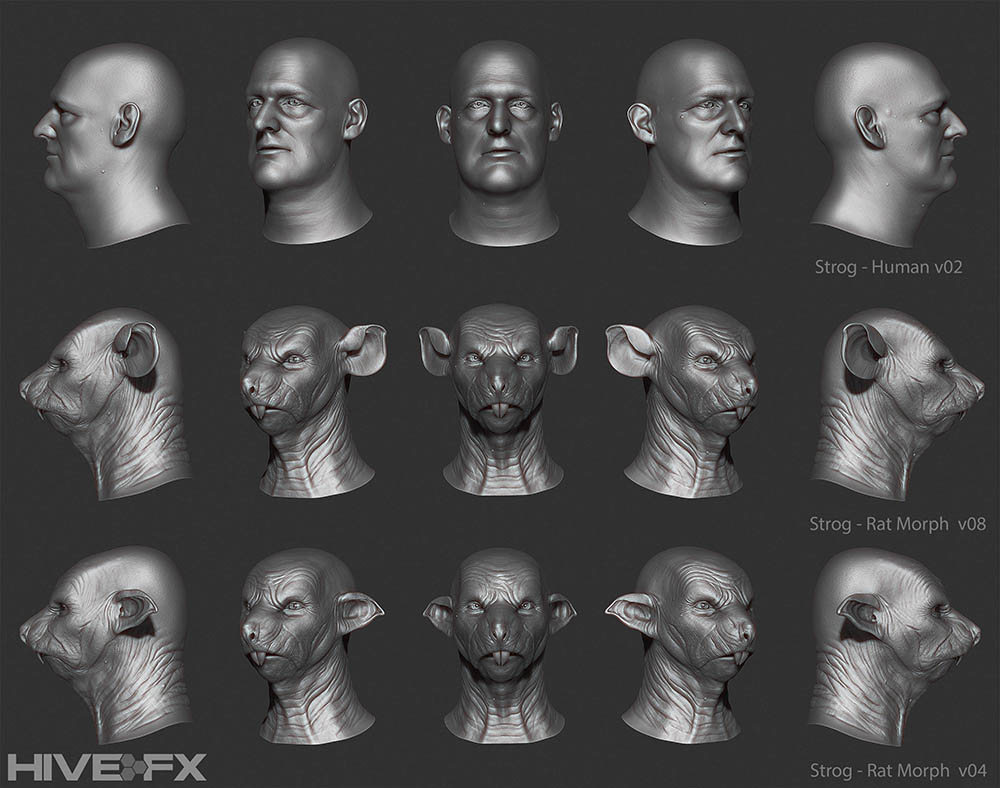 Strog - Human v02
Strog - Rat Morph v08
HIVE FX
Strog - Rat Morph v04